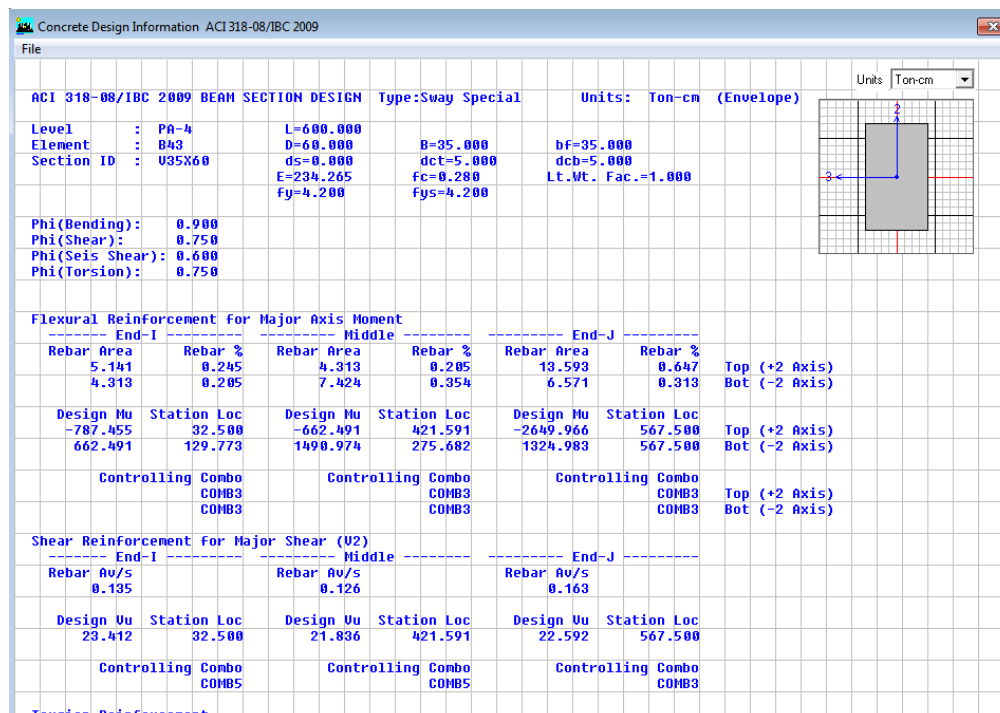 Concrete Design Information ACI 318-08/IBC 2009
File
Units Ton-cm
ACI 318-08/IBC 2009 BEAM SECTION DESIGN Type:Sway Special Units: Ton-cm (Envelope)
Level : PA-4 L=600.000
Element : B43 D=60.000 B=35.000 bf=35.000
Section ID : V35X60 ds=0.000 dct=5.000 dcb=5.000
E=234.265 fc=0.280 Lt.Wt. Fac.=1.000
fy=4.200 fys=4.200
2
3
Phi(Bending): 0.900
Phi(Shear): 0.750
Phi(Seis Shear): 0.600
Phi(Torsion): 0.750
Flexural Reinforcement for Major Axis Moment
------- End-I --------- --------- Middle -------- --------- End-J ---------
Rebar Area Rebar % Rebar Area Rebar % Rebar Area Rebar %
5.141 0.245 4.313 0.205 13.593 0.647 Top (+2 Axis)
4.313 0.205 7.424 0.354 6.571 0.313 Bot (-2 Axis)
Design Mu Station Loc Design Mu Station Loc Design Mu Station Loc
-787.455 32.500 -662.491 421.591 -2649.966 567.500 Top (+2 Axis)
662.491 129.773 1490.974 275.682 1324.983 567.500 Bot (-2 Axis)
Controlling Combo Controlling Combo Controlling Combo
COMB3 COMB3 COMB3 Top (+2 Axis)
COMB3 COMB3 COMB3 Bot (-2 Axis)
Shear Reinforcement for Major Shear (V2)
------- End-I --------- --------- Middle -------- --------- End-J ---------
Rebar Av/s Rebar Av/s Rebar Av/s
0.135 0.126 0.163
Design Vu Station Loc Design Vu Station Loc Design Vu Station Loc
23.412 32.500 21.836 421.591 22.592 567.500
Controlling Combo Controlling Combo Controlling Combo
COMB5 COMB5 COMB3